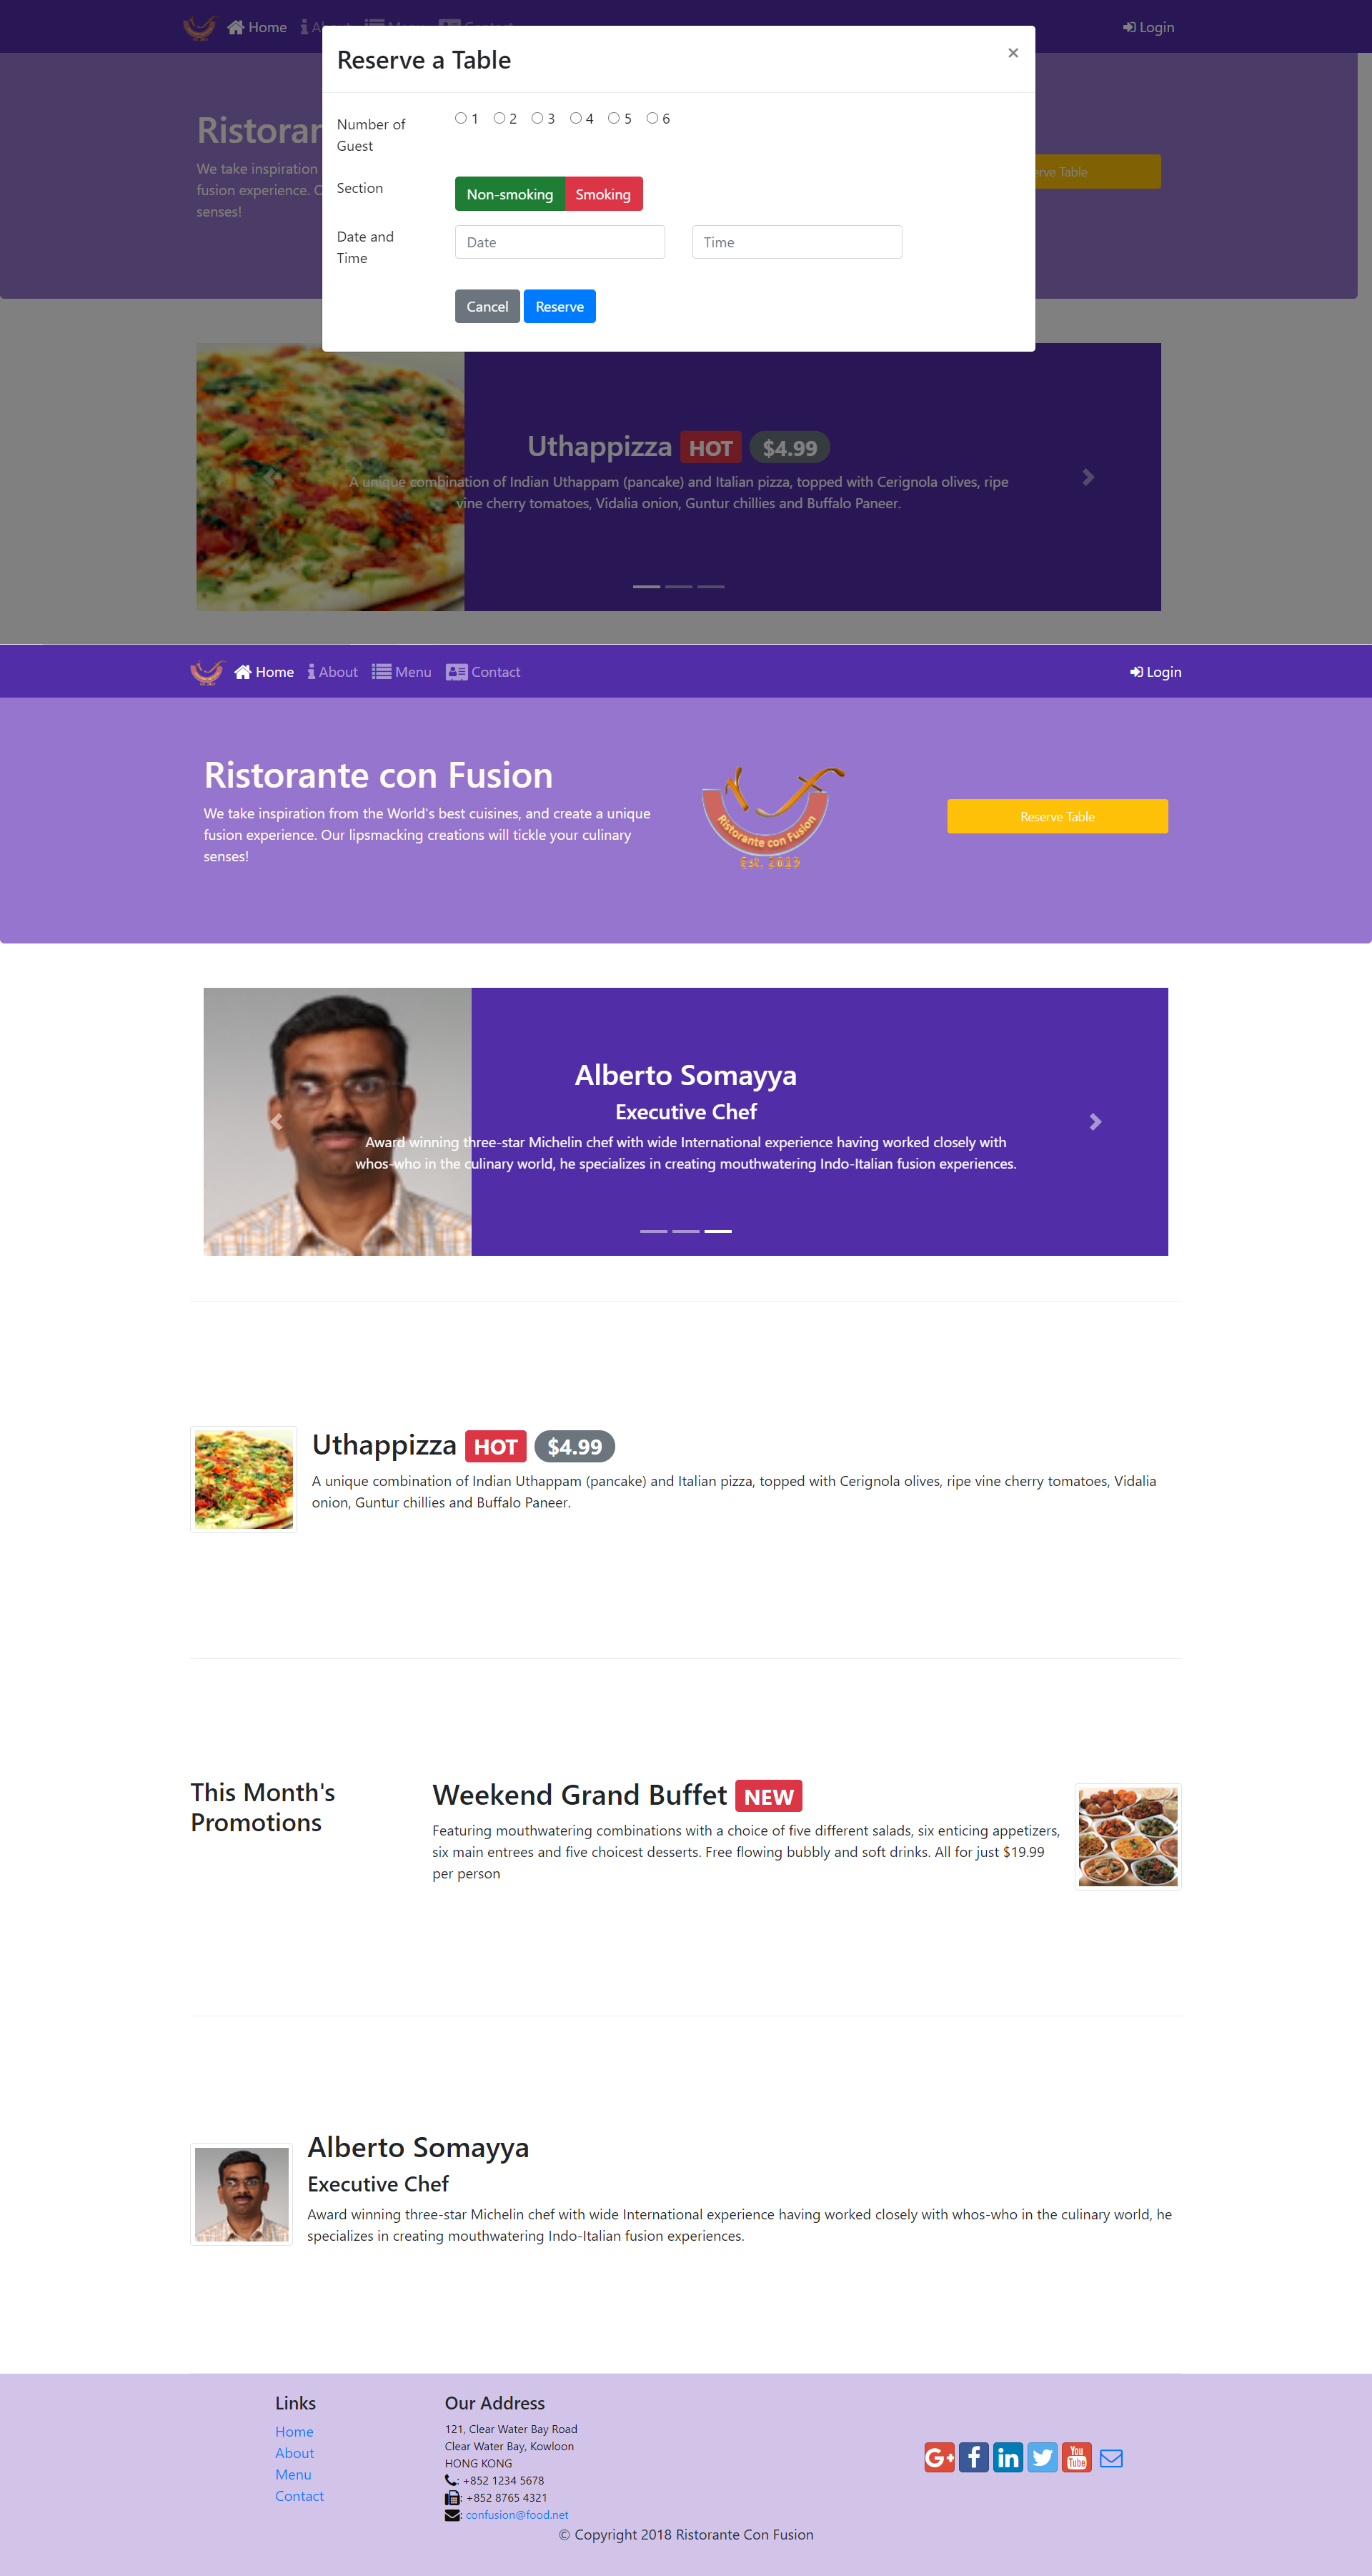 Home
Login
Reserve a Table
×
Number of
Guest
1 2 3 4 5 6
Section
Non-smoking Smoking
Date and
Time
Date
Time
Cancel Reserve
We take inspiration
fusion experience.
senses!
Table
Uthappizza HOT $4.99
A unique combination of Indian Uthappam (pancake) and Italian pizza, topped with Cerignola olives, ripe
vine cherry tomatoes, Vidalia onion, Guntur chillies and Buffalo Paneer.
Home About Menu Contact
Login
Ristorante con Fusion
We take inspiration from the World's best cuisines, and create a unique
fusion experience. Our lipsmacking creations will tickle your culinary
senses!
Ristorante con Fusion
Est. 2013
Reserve Table
Alberto Somayya
Executive Chef
Award winning three-star Michelin chef with wide International experience having worked closely with
whos-who in the culinary world, he specializes in creating mouthwatering Indo-Italian fusion experiences.
Uthappizza HOT $4.99
A unique combination of Indian Uthappam (pancake) and Italian pizza, topped with Cerignola olives, ripe vine cherry tomatoes, Vidalia
onion, Guntur chillies and Buffalo Paneer.
This Month's
Promotions
Weekend Grand Buffet NEW
Featuring mouthwatering combinations with a choice of five different salads, six enticing appetizers,
six main entrees and five choicest desserts. Free flowing bubbly and soft drinks. All for just $19.99
per person
Alberto Somayya
Executive Chef
Award winning three-star Michelin chef with wide International experience having worked closely with whos-who in the culinary world, he
specializes in creating mouthwatering Indo-Italian fusion experiences.
Links
Home
About
Menu
Contact
Our Address
121, Clear Water Bay Road
Clear Water Bay, Kowloon
HONG KONG
: +852 1234 5678
: +852 8765 4321
: confusion@food.net
G+ f in You Tube
© Copyright 2018 Ristorante Con Fusion